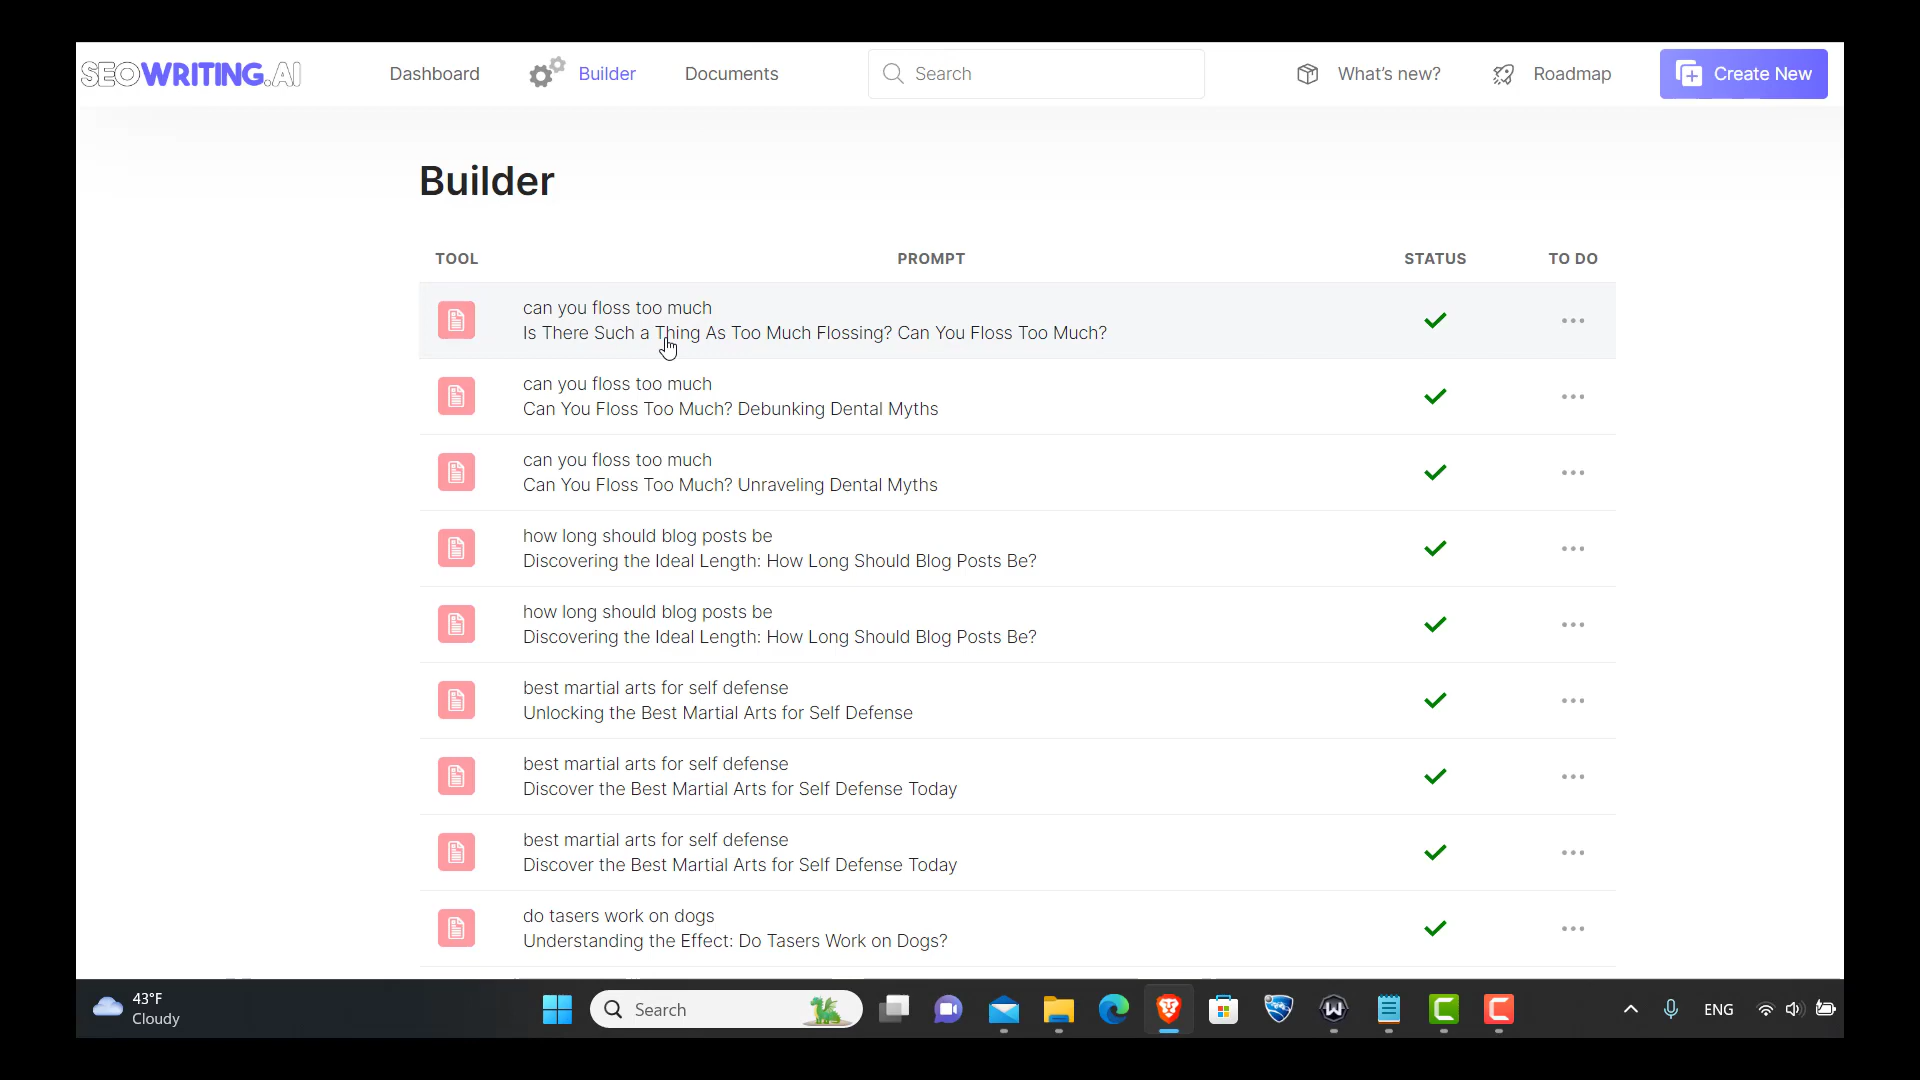 SEOWRITING.AI
Dashboard
Builder
Documents
Search
What's new?
Roadmap
Create New
Builder
TOOL
PROMPT
STATUS
TO DO
can you floss too much
Is There Such a Thing As Too Much Flossing? Can You Floss Too Much?
can you floss too much
Can You Floss Too Much? Debunking Dental Myths
can you floss too much
Can You Floss Too Much? Unraveling Dental Myths
how long should blog posts be
Discovering the Ideal Length: How Long Should Blog Posts Be?
how long should blog posts be
Discovering the Ideal Length: How Long Should Blog Posts Be?
best martial arts for self defense
Unlocking the Best Martial Arts for Self Defense
best martial arts for self defense
Discover the Best Martial Arts for Self Defense Today
best martial arts for self defense
Discover the Best Martial Arts for Self Defense Today
do tasers work on dogs
Understanding the Effect: Do Tasers Work on Dogs?
43°F
Cloudy
Search
ENG